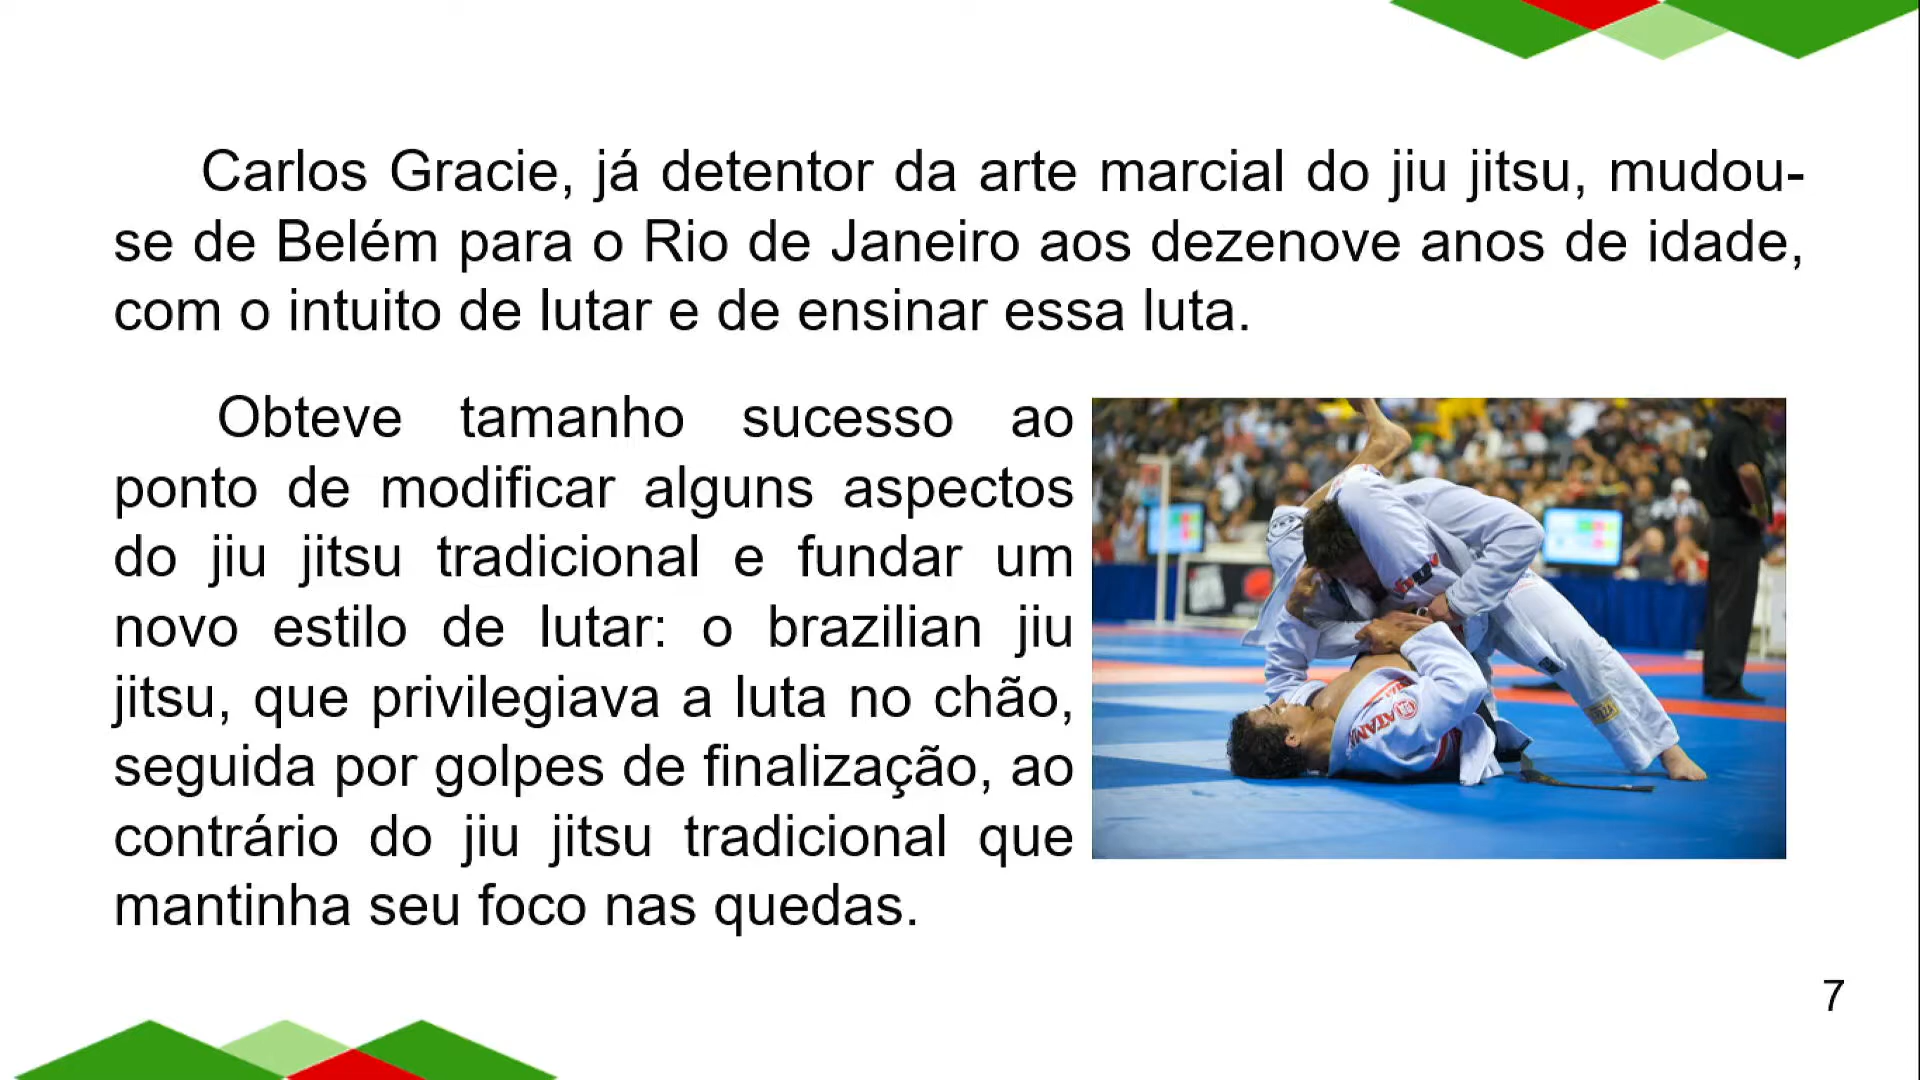 Carlos Gracie, já detentor da arte marcial do jiu jitsu, mudou-
se de Belém para o Rio de Janeiro aos dezenove anos de idade,
com o intuito de lutar e de ensinar essa luta.
Obteve tamanho sucesso ao
ponto de modificar alguns aspectos
do jiu jitsu tradicional e fundar um
novo estilo de lutar: o brazilian jiu
jitsu, que privilegiava a luta no chão,
seguida por golpes de finalização, ao
contrário do jiu jitsu tradicional que
mantinha seu foco nas quedas.
7